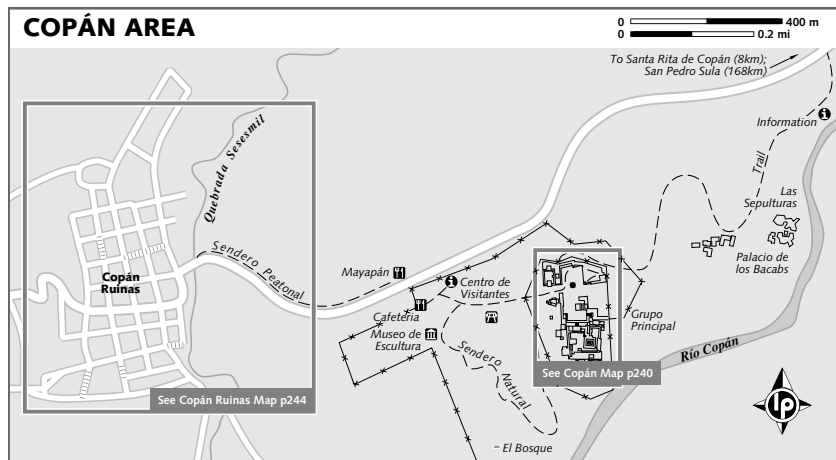 COPÁN AREA
0 400 m
0 0.2 mi
To Santa Rita de Copán (8km);
San Pedro Sula (168km)
Information
Quebrada Sesesmil
Trail
Las
Sepulturas
Palacio de
los Bacabs
Sendero Peatonal
Mayapán
Copán
Ruinas
Centro de
Visitantes
Cafetería
Museo de
Escultura
Grupo
Principal
Sendero
Natural
Río Copán
See Copán Map p240
See Copán Ruinas Map p244
El Bosque
lp